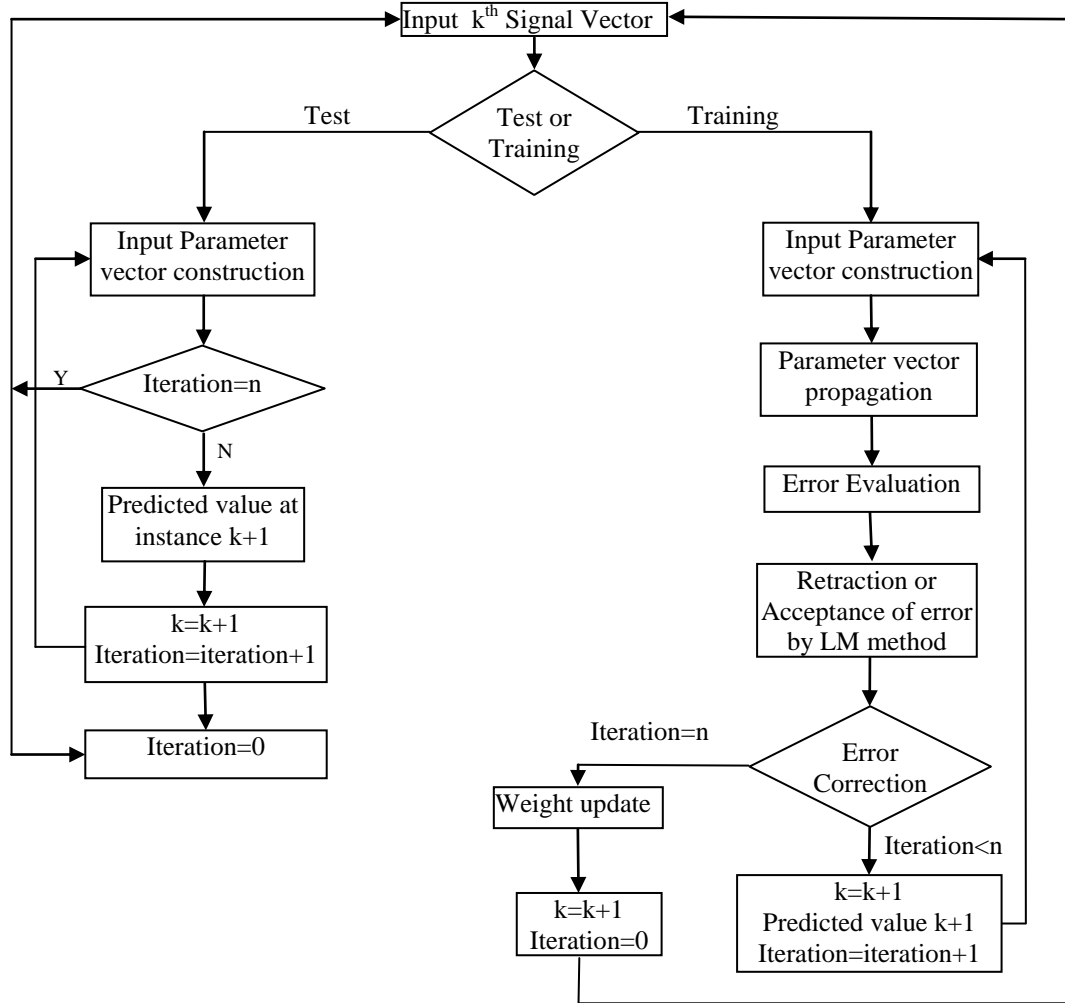 Input kth Signal Vector
Test or
Training
Test
Training
Input Parameter
vector construction
Iteration=n
Y
N
Predicted value at
instance k+1
k=k+1
Iteration=iteration+1
Iteration=0
Input Parameter
vector construction
Parameter vector
propagation
Error Evaluation
Retraction or
Acceptance of error
by LM method
Error
Correction
Iteration=n
Weight update
k=k+1
Iteration=0
Iteration<n
k=k+1
Predicted value k+1
Iteration=iteration+1